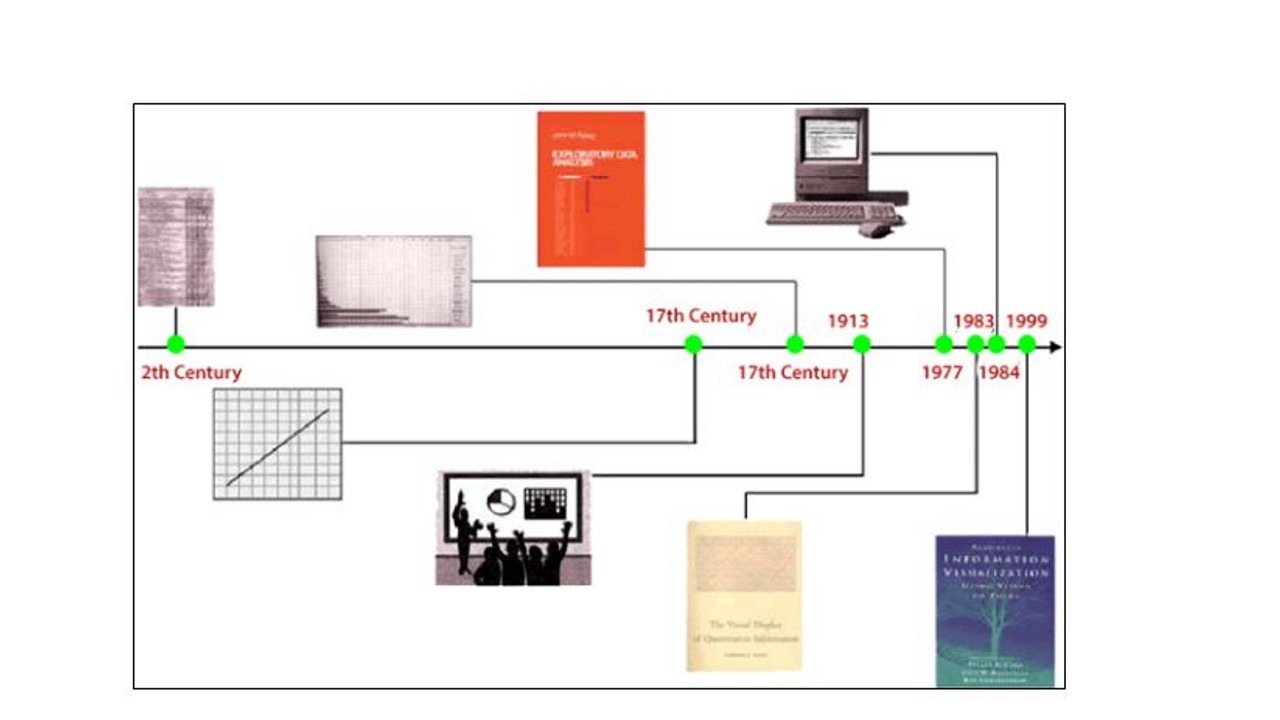 EXPLORATORY DATA
ANALYSIS
17th Century
1913
1983
1999
2th Century
17th Century
1977
1984
The Visual Display
of Quantitative Information
INFORMATION
VISUALIZATION